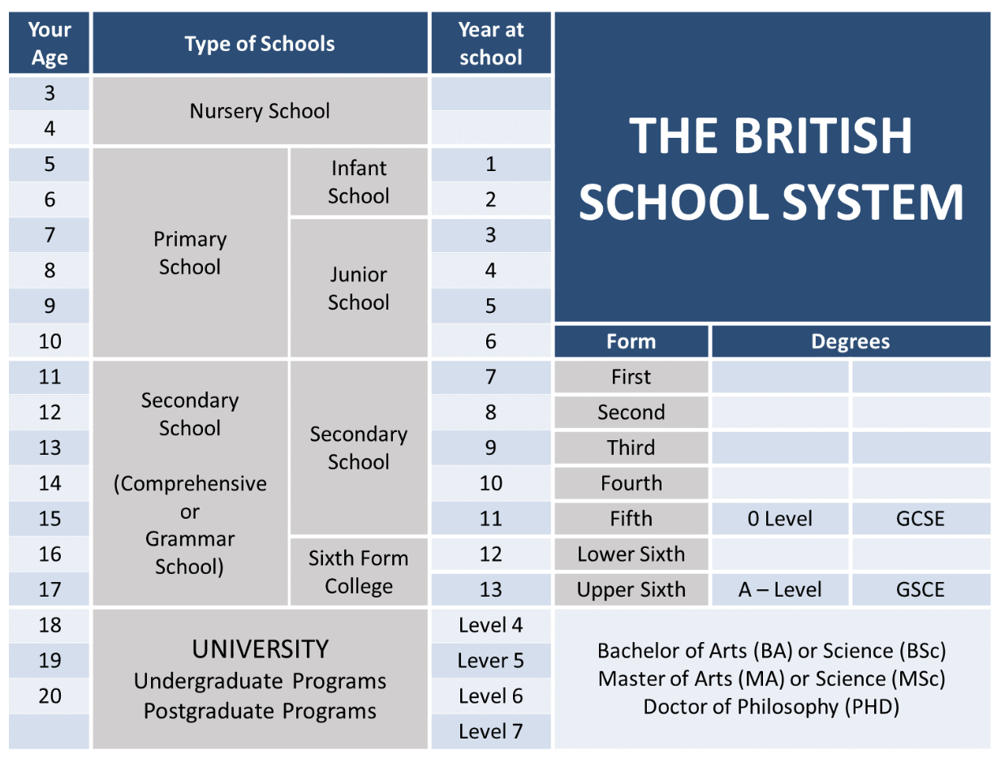 Your Age
Type of Schools
Year at school
THE BRITISH
SCHOOL SYSTEM
3
Nursery School
4
5
Primary School
Infant School
1
6
2
7
Junior School
3
8
4
9
5
10
6
Form
Degrees
11
Secondary
School
(Comprehensive
or
Grammar
School)
Secondary
School
7
First
12
8
Second
13
9
Third
14
10
Fourth
15
11
Fifth
0 Level
GCSE
16
Sixth Form
College
12
Lower Sixth
17
13
Upper Sixth
A – Level
GSCE
18
UNIVERSITY
Undergraduate Programs
Postgraduate Programs
Level 4
19
Lever 5
20
Level 6
Level 7
Bachelor of Arts (BA) or Science (BSc)
Master of Arts (MA) or Science (MSc)
Doctor of Philosophy (PHD)